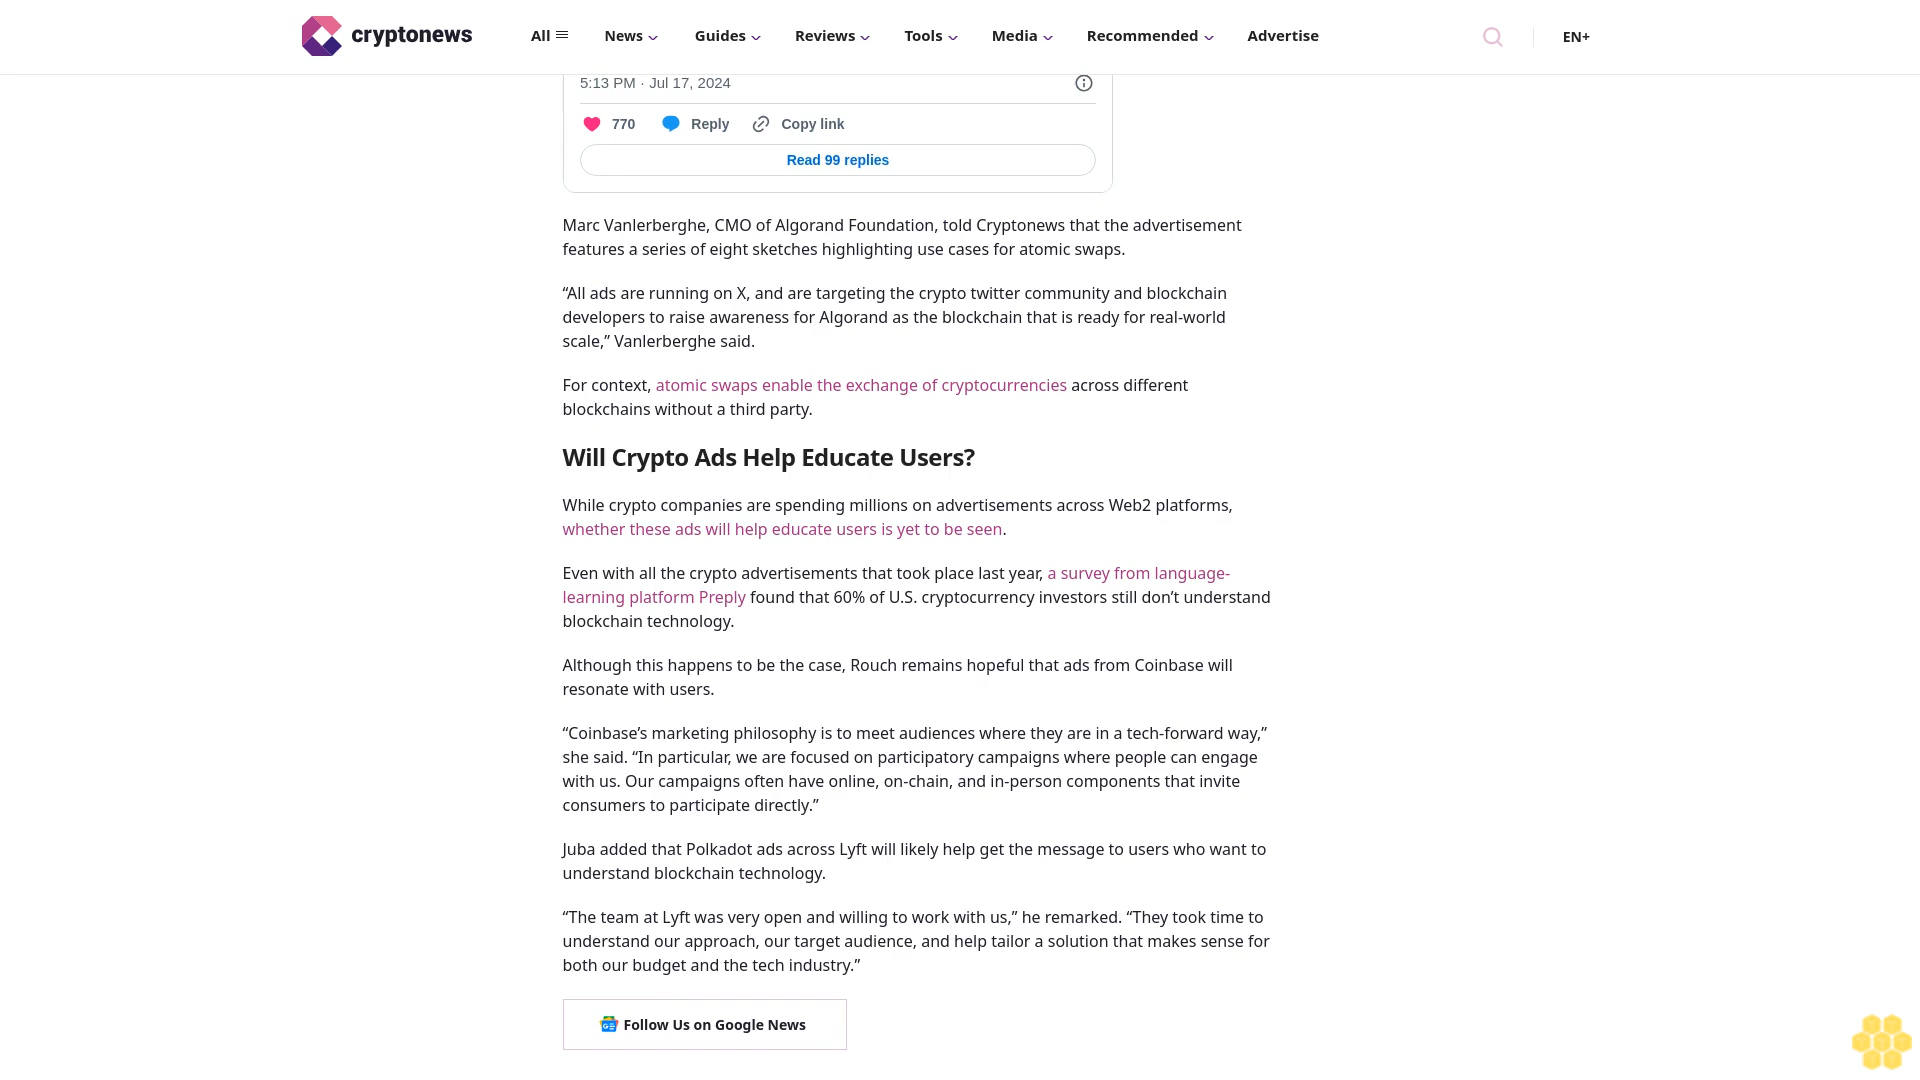 cryptonews
All
News
Guides
Reviews
Tools
Media
Recommended
Advertise
EN+
5:13 PM · Jul 17, 2024
770
Reply
Copy link
Read 99 replies
Marc Vanlerberghe, CMO of Algorand Foundation, told Cryptonews that the advertisement
features a series of eight sketches highlighting use cases for atomic swaps.
“All ads are running on X, and are targeting the crypto twitter community and blockchain
developers to raise awareness for Algorand as the blockchain that is ready for real-world
scale,” Vanlerberghe said.
For context, atomic swaps enable the exchange of cryptocurrencies across different
blockchains without a third party.
Will Crypto Ads Help Educate Users?
While crypto companies are spending millions on advertisements across Web2 platforms,
whether these ads will help educate users is yet to be seen.
Even with all the crypto advertisements that took place last year, a survey from language-
learning platform Preply found that 60% of U.S. cryptocurrency investors still don’t understand
blockchain technology.
Although this happens to be the case, Rouch remains hopeful that ads from Coinbase will
resonate with users.
“Coinbase’s marketing philosophy is to meet audiences where they are in a tech-forward way,”
she said. “In particular, we are focused on participatory campaigns where people can engage
with us. Our campaigns often have online, on-chain, and in-person components that invite
consumers to participate directly.”
Juba added that Polkadot ads across Lyft will likely help get the message to users who want to
understand blockchain technology.
“The team at Lyft was very open and willing to work with us,” he remarked. “They took time to
understand our approach, our target audience, and help tailor a solution that makes sense for
both our budget and the tech industry.”
Follow Us on Google News